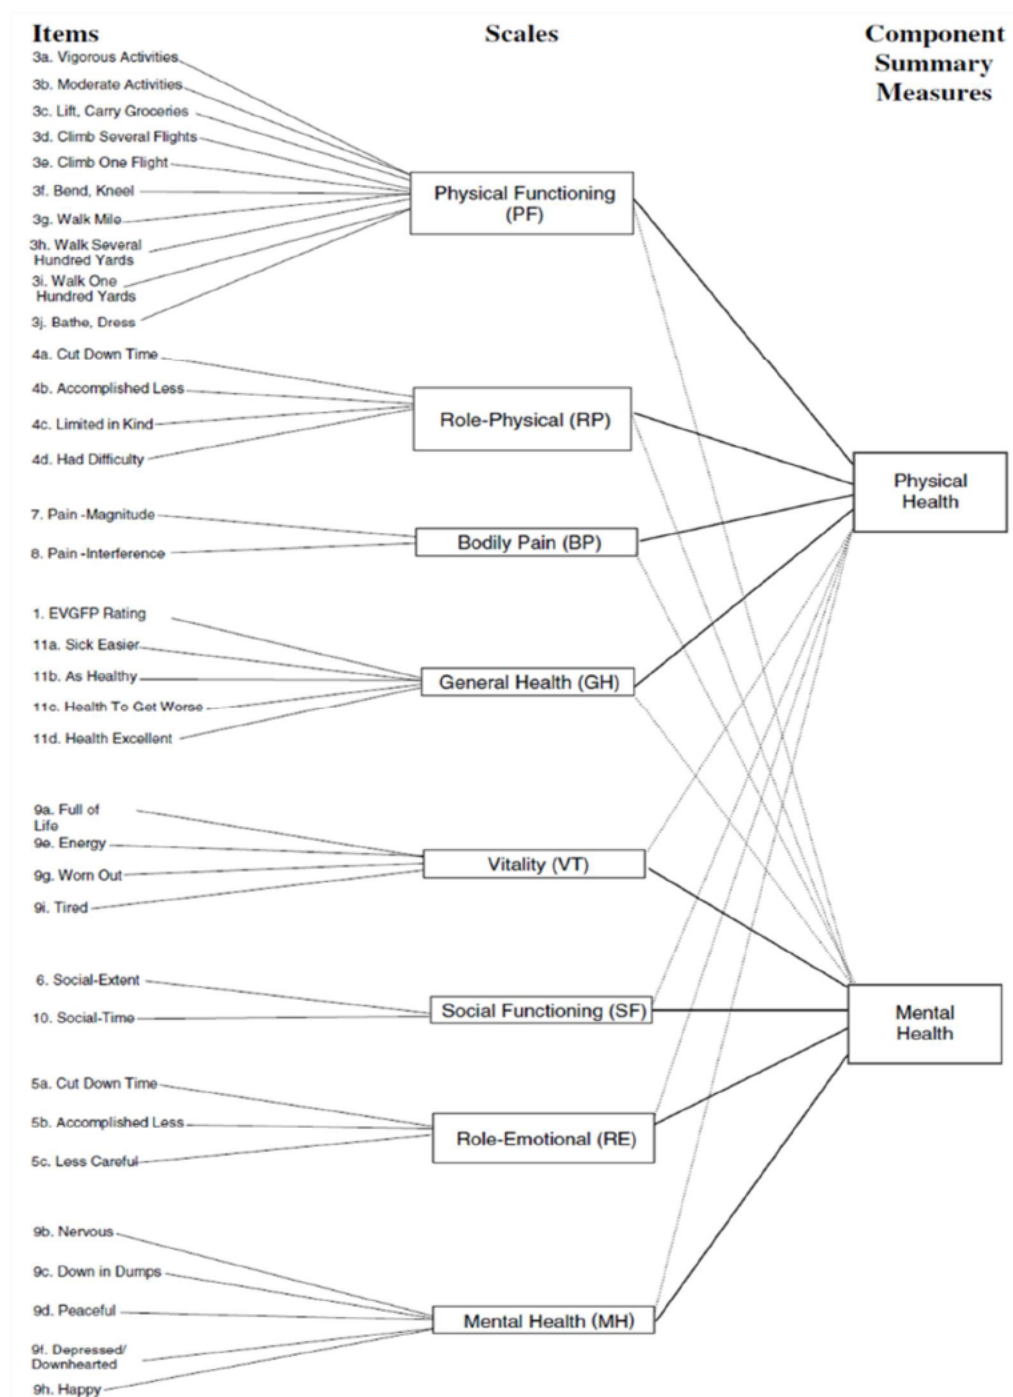 Items
Scales
Component
Summary
Measures
3a. Vigorous Activities
3b. Moderate Activities
3c. Lift, Carry Groceries
3d. Climb Several Flights
3e. Climb One Flight
3f. Bend, Kneel
3g. Walk Mile
3h. Walk Several
Hundred Yards
3i. Walk One
Hundred Yards
3j. Bathe, Dress
Physical Functioning
(PF)
4a. Cut Down Time
4b. Accomplished Less
4c. Limited in Kind
4d. Had Difficulty
Role-Physical (RP)
7. Pain -Magnitude
8. Pain -Interference
Bodily Pain (BP)
1. EVGFP Rating
11a. Sick Easier
11b. As Healthy
11c. Health To Get Worse
11d. Health Excellent
General Health (GH)
Physical
Health
9a. Full of
Life
9e. Energy
9g. Worn Out
9i. Tired
Vitality (VT)
6. Social-Extent
10. Social-Time
Social Functioning (SF)
5a. Cut Down Time
5b. Accomplished Less
5c. Less Careful
Role-Emotional (RE)
9b. Nervous
9c. Down in Dumps
9d. Peaceful
9f. Depressed/
Downhearted
9h. Happy
Mental Health (MH)
Mental
Health